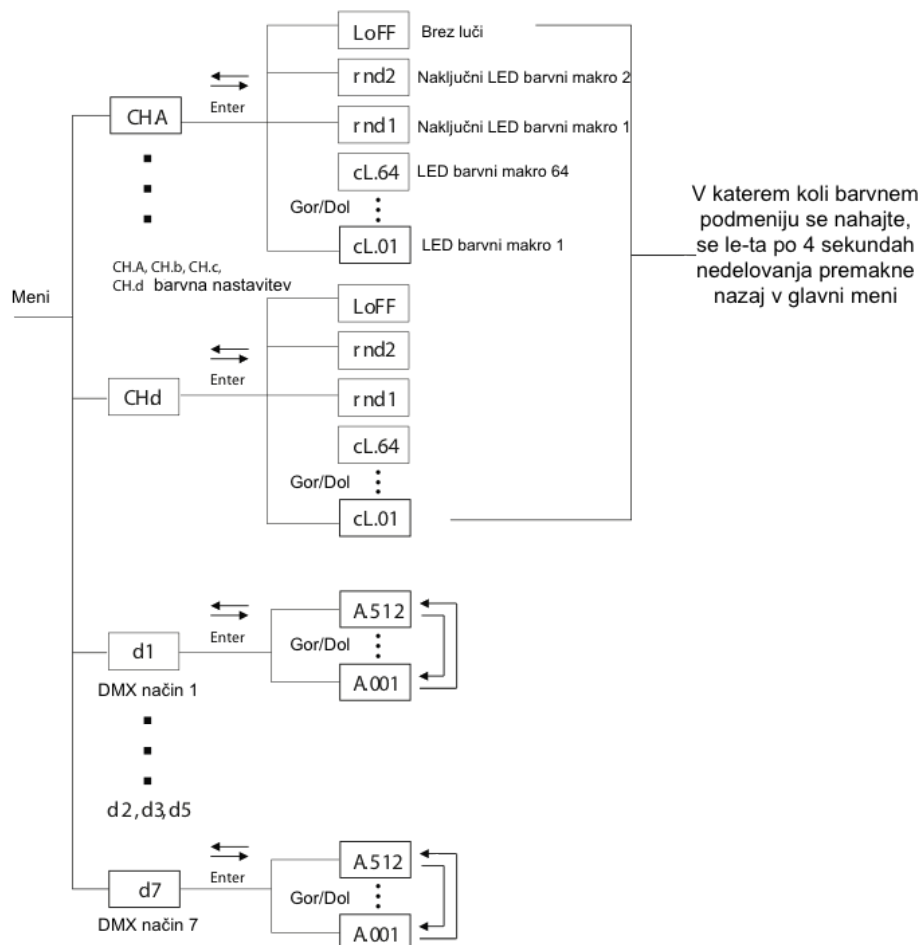 LoFF Brez luči
rnd2 Naključni LED barvni makro 2
Enter
CH.A
rnd1 Naključni LED barvni makro 1
cL.64 LED barvni makro 64
Gor/Dol
cL.01 LED barvni makro 1
V katerem koli barvnem
podmeniju se nahajte,
se le-ta po 4 sekundah
nedelovanja premakne
nazaj v glavni meni
CH.A, CH.b, CH.c,
CH.d barvna nastavitev
Meni
LoFF
rnd2
Enter
CHd
rnd1
cL.64
Gor/Dol
cL.01
A.512
Enter
d1
Gor/Dol
A.001
DMX način 1
d2,d3,d5
A.512
Enter
d7
Gor/Dol
A.001
DMX način 7